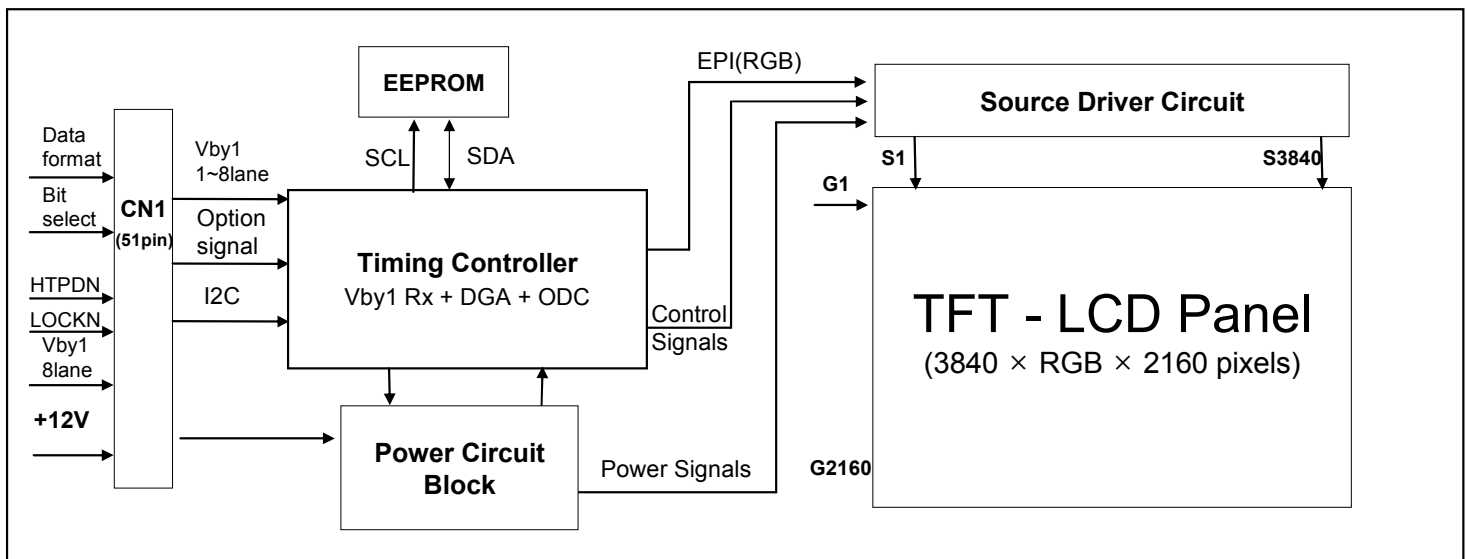 Data
format
Bit
select
HTPDN
LOCKN
Vby1
8lane
+12V
CN1
(51pin)
Vby1
1~8lane
Option
signal
I2C
EEPROM
SCL
SDA
Timing Controller
Vby1 Rx + DGA + ODC
Power Circuit
Block
EPI(RGB)
Control
Signals
Power Signals
Source Driver Circuit
S1
S3840
G1
TFT - LCD Panel
(3840 × RGB × 2160 pixels)
G2160